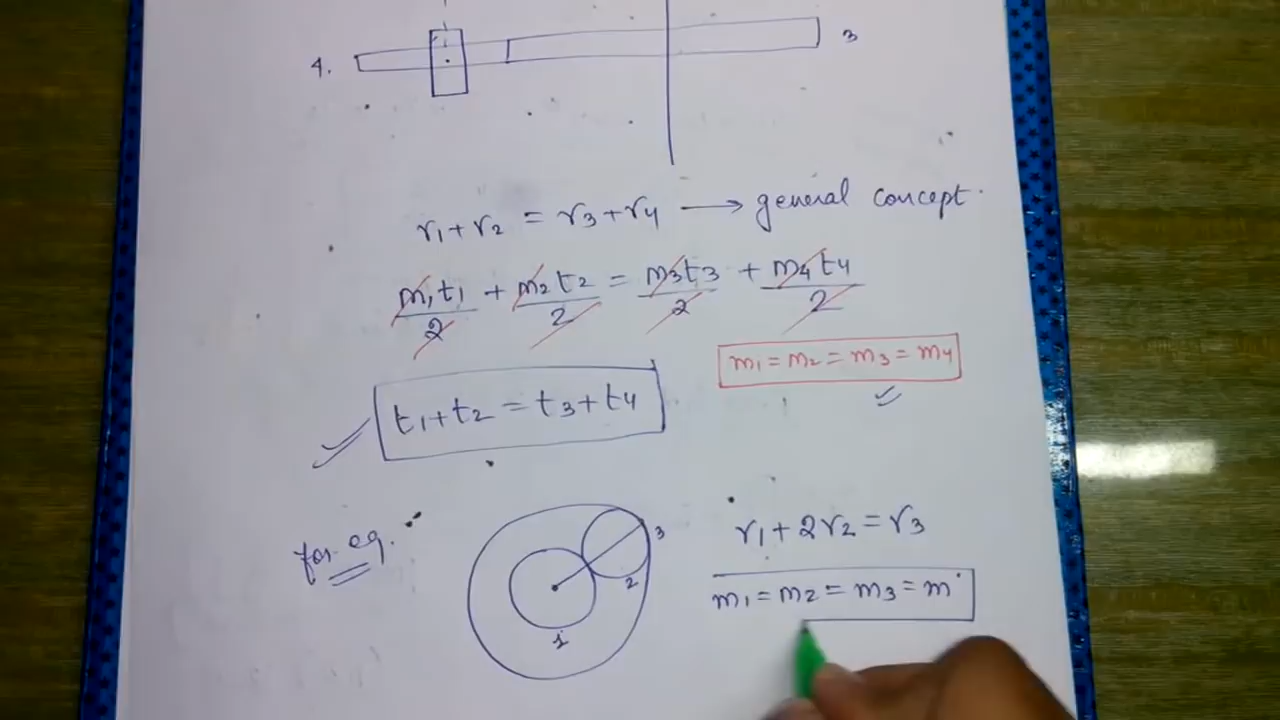 4.
3
r1+r2 = r3+r4 → general concept.
m1t1/2 + m2t2/2 = m3t3/2 + m4t4/2
m1 = m2 = m3 = m4
t1+t2 = t3+t4
for eg.
3
2
1
r1+2r2 = r3
m1 = m2 = m3 = m